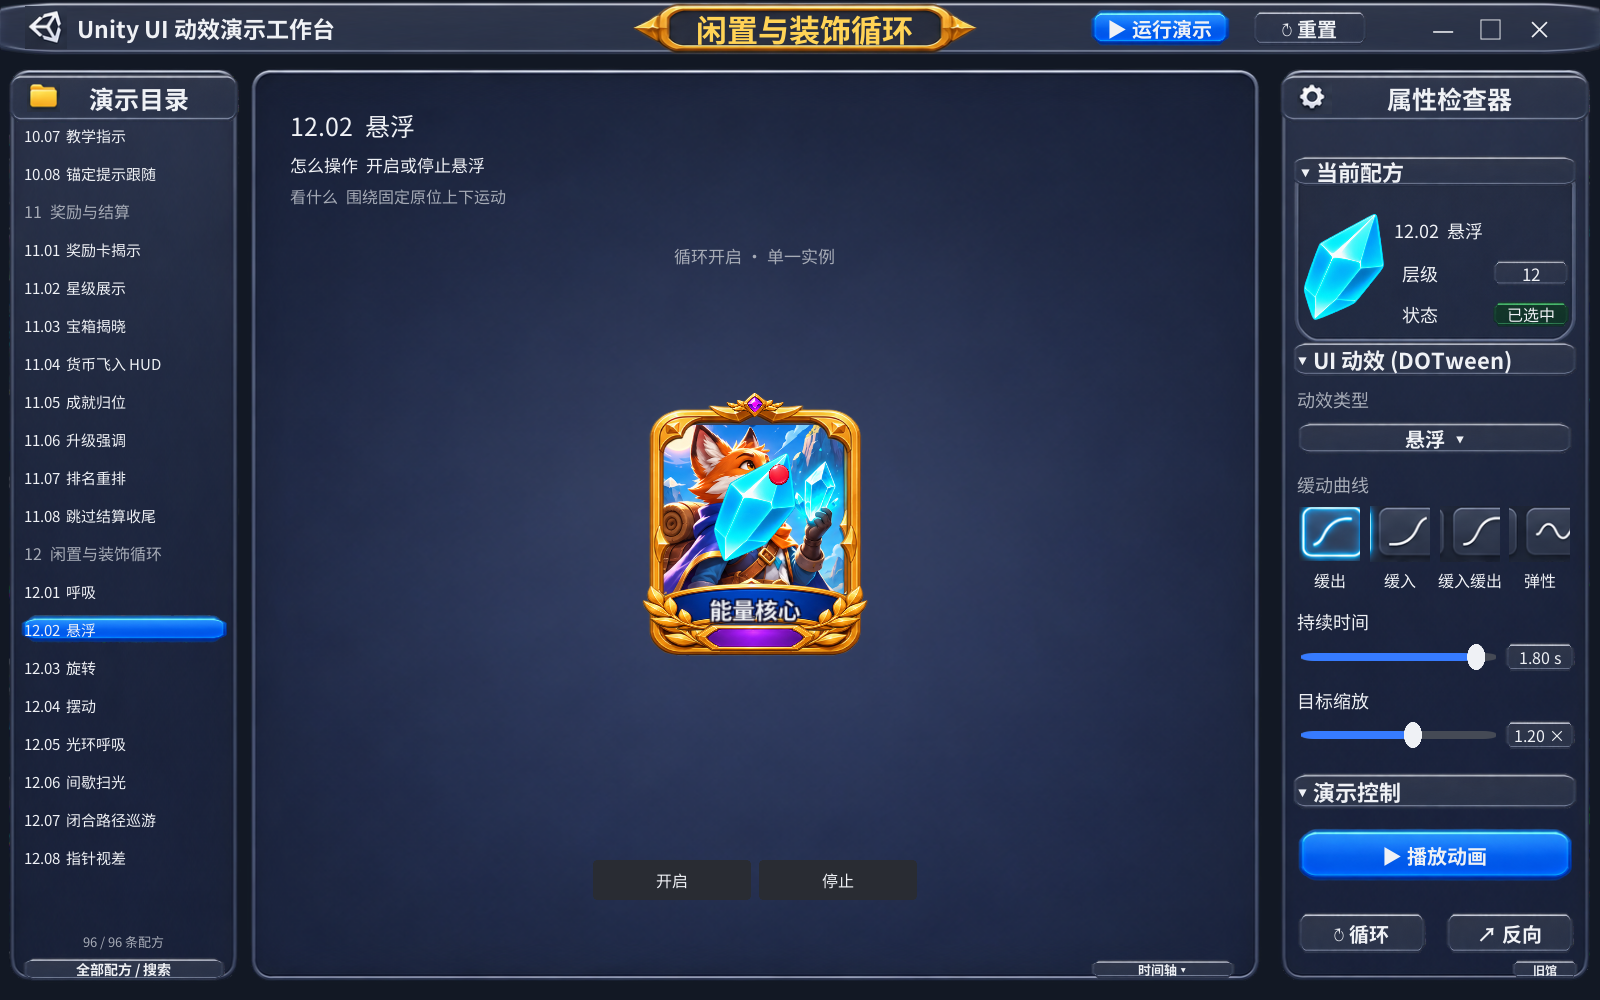 Unity UI 动效演示工作台
闲置与装饰循环
▶ 运行演示
重置
演示目录
10.07 教学指示
10.08 锚定提示跟随
11 奖励与结算
11.01 奖励卡揭示
11.02 星级展示
11.03 宝箱揭晓
11.04 货币飞入 HUD
11.05 成就归位
11.06 升级强调
11.07 排名重排
11.08 跳过结算收尾
12 闲置与装饰循环
12.01 呼吸
12.02 悬浮
12.03 旋转
12.04 摆动
12.05 光环呼吸
12.06 间歇扫光
12.07 闭合路径巡游
12.08 指针视差
96 / 96 条配方
全部配方 / 搜索
12.02 悬浮
怎么操作 开启或停止悬浮
看什么 围绕固定原位上下运动
循环开启 · 单一实例
能量核心
开启
停止
时间轴 ▾
属性检查器
▾ 当前配方
12.02 悬浮
层级 12
状态 已选中
▾ UI 动效 (DOTween)
动效类型
悬浮 ▾
缓动曲线
缓出 缓入 缓入缓出 弹性
持续时间
1.80 s
目标缩放
1.20 ×
▾ 演示控制
▶ 播放动画
循环
↗ 反向
旧馆